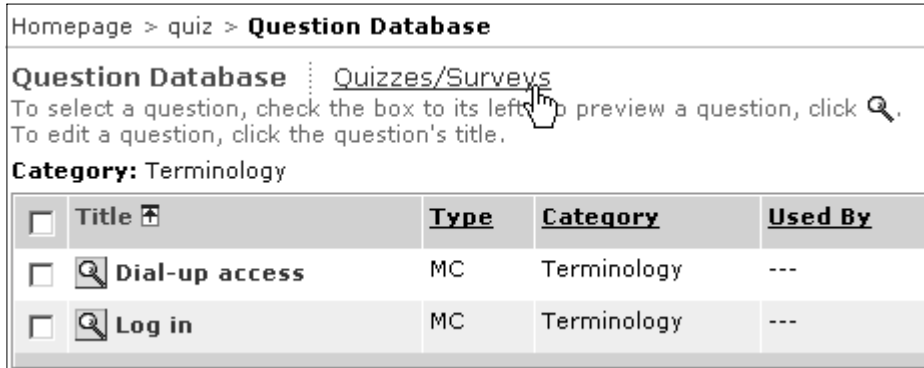 Homepage > quiz > Question Database
Question Database Quizzes/Surveys
To select a question, check the box to its left. preview a question, click .
To edit a question, click the question's title.
Category: Terminology
Title Type Category Used By
Dial-up access MC Terminology ---
Log in MC Terminology ---